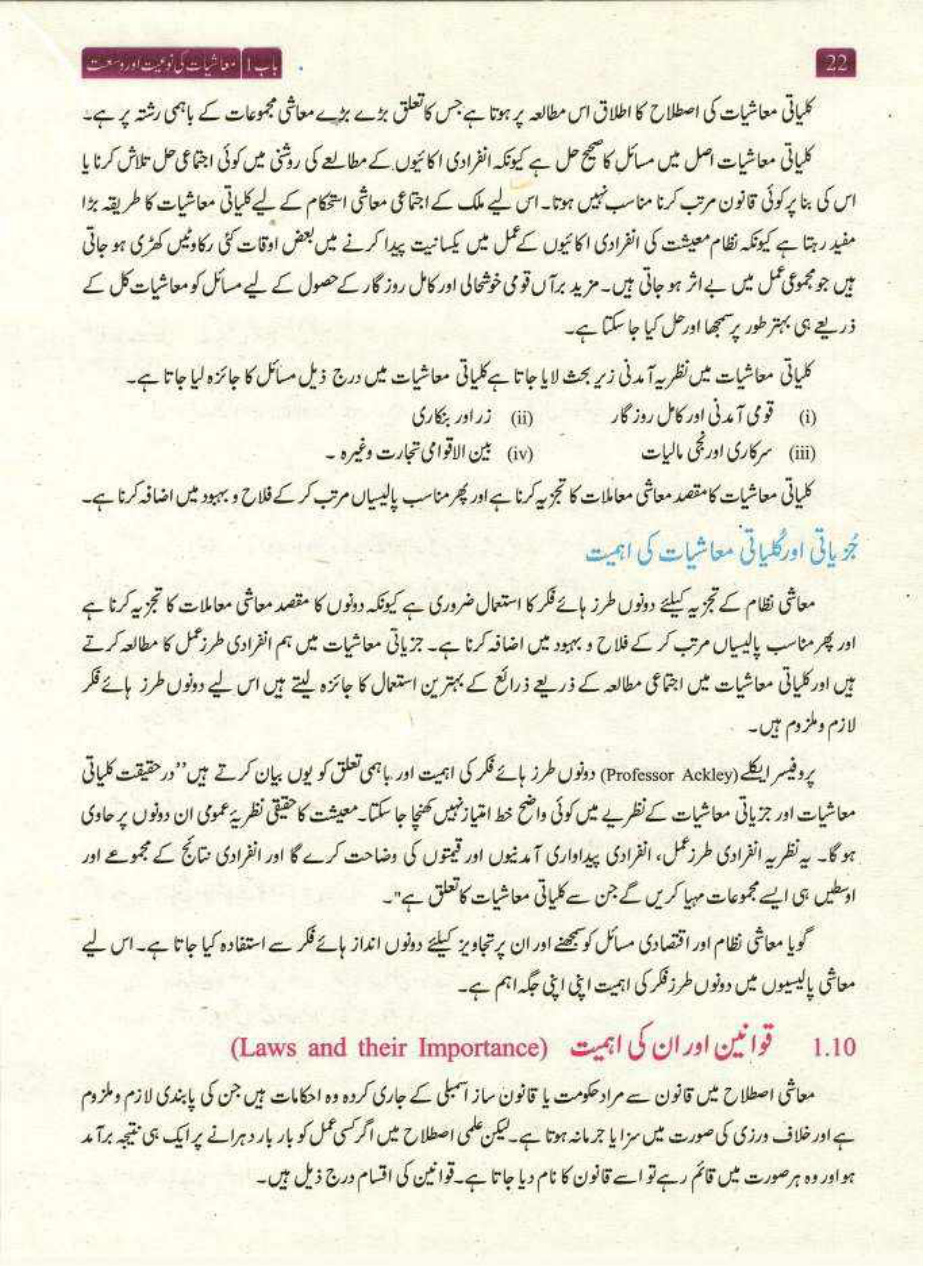 22
باب 1 معاشیات کی نوعیت اور وسعت
کلیاتی معاشیات کی اصطلاح کا اطلاق اس مطالعہ پر ہوتا ہے جس کا تعلق بڑے بڑے معاشی مجموعات کے باہمی رشتہ پر ہے۔
کلیاتی معاشیات اصل میں مسائل کا صحیح حل ہے کیونکہ انفرادی اکائیوں کے مطالعے کی روشنی میں کوئی اجتماعی حل تلاش کرنا یا
اس کی بنا پر کوئی قانون مرتب کرنا مناسب نہیں ہوتا۔ اس لیے ملک کے اجتماعی معاشی استحکام کے لیے کلیاتی معاشیات کا طریقہ بڑا
مفید رہتا ہے کیونکہ نظام معیشت کی انفرادی اکائیوں کے عمل میں یکسانیت پیدا کرنے میں بعض اوقات کئی رکاوٹیں کھڑی ہو جاتی
ہیں جو مجموعی عمل میں بے اثر ہو جاتی ہیں۔ مزید برآں قومی خوشحالی اور کامل روز گار کے حصول کے لیے مسائل کو معاشیات کل کے
ذریعے ہی بہتر طور پر سمجھا اور حل کیا جا سکتا ہے۔
کلیاتی معاشیات میں نظریہ آمدنی زیر بحث لایا جاتا ہے کلیاتی معاشیات میں درج ذیل مسائل کا جائزہ لیا جاتا ہے۔
(i) قومی آمدنی اور کامل روز گار (ii) زر اور بنکاری
(iii) سرکاری اور نجی مالیات (iv) بین الاقوامی تجارت وغیرہ ۔
کلیاتی معاشیات کا مقصد معاشی معاملات کا تجزیہ کرنا ہے اور پھر مناسب پالیسیاں مرتب کر کے فلاح و بہبود میں اضافہ کرنا ہے۔
جُزیاتی اور کُلیاتی معاشیات کی اہمیت
معاشی نظام کے تجزیہ کیلئے دونوں طرز ہائے فکر کا استعمال ضروری ہے کیونکہ دونوں کا مقصد معاشی معاملات کا تجزیہ کرنا ہے
اور پھر مناسب پالیسیاں مرتب کر کے فلاح و بہبود میں اضافہ کرنا ہے۔ جزیاتی معاشیات میں ہم انفرادی طرز عمل کا مطالعہ کرتے
ہیں اور کلیاتی معاشیات میں اجتماعی مطالعہ کے ذریعے ذرائع کے بہترین استعمال کا جائزہ لیتے ہیں اس لیے دونوں طرز ہائے فکر
لازم و ملزوم ہیں۔
پروفیسر ایکلے (Professor Ackley) دونوں طرز ہائے فکر کی اہمیت اور باہمی تعلق کو یوں بیان کرتے ہیں ’’درحقیقت کلیاتی
معاشیات اور جزیاتی معاشیات کے نظریے میں کوئی واضح خط امتیاز نہیں کھنچا جا سکتا۔ معیشت کا حقیقی نظریۂ عمومی ان دونوں پر حاوی
ہو گا۔ یہ نظریہ انفرادی طرز عمل، انفرادی پیداواری آمدنیوں اور قیمتوں کی وضاحت کرے گا اور انفرادی نتائج کے مجموعے اور
اوسطیں ہی ایسے مجموعات مہیا کریں گے جن سے کلیاتی معاشیات کا تعلق ہے"۔
گویا معاشی نظام اور اقتصادی مسائل کو سمجھنے اور ان پر تجاویز کیلئے دونوں انداز ہائے فکر سے استفادہ کیا جاتا ہے۔ اس لیے
معاشی پالیسیوں میں دونوں طرز فکر کی اہمیت اپنی اپنی جگہ اہم ہے۔
1.10 قوانین اور ان کی اہمیت (Laws and their Importance)
معاشی اصطلاح میں قانون سے مراد حکومت یا قانون ساز اسمبلی کے جاری کردہ وہ احکامات ہیں جن کی پابندی لازم و ملزوم
ہے اور خلاف ورزی کی صورت میں سزا یا جرمانہ ہوتا ہے۔ لیکن علمی اصطلاح میں اگر کسی عمل کو بار بار دہرانے پر ایک ہی نتیجہ برآمد
ہو اور وہ ہر صورت میں قائم رہے تو اسے قانون کا نام دیا جاتا ہے۔ قوانین کی اقسام درج ذیل ہیں۔